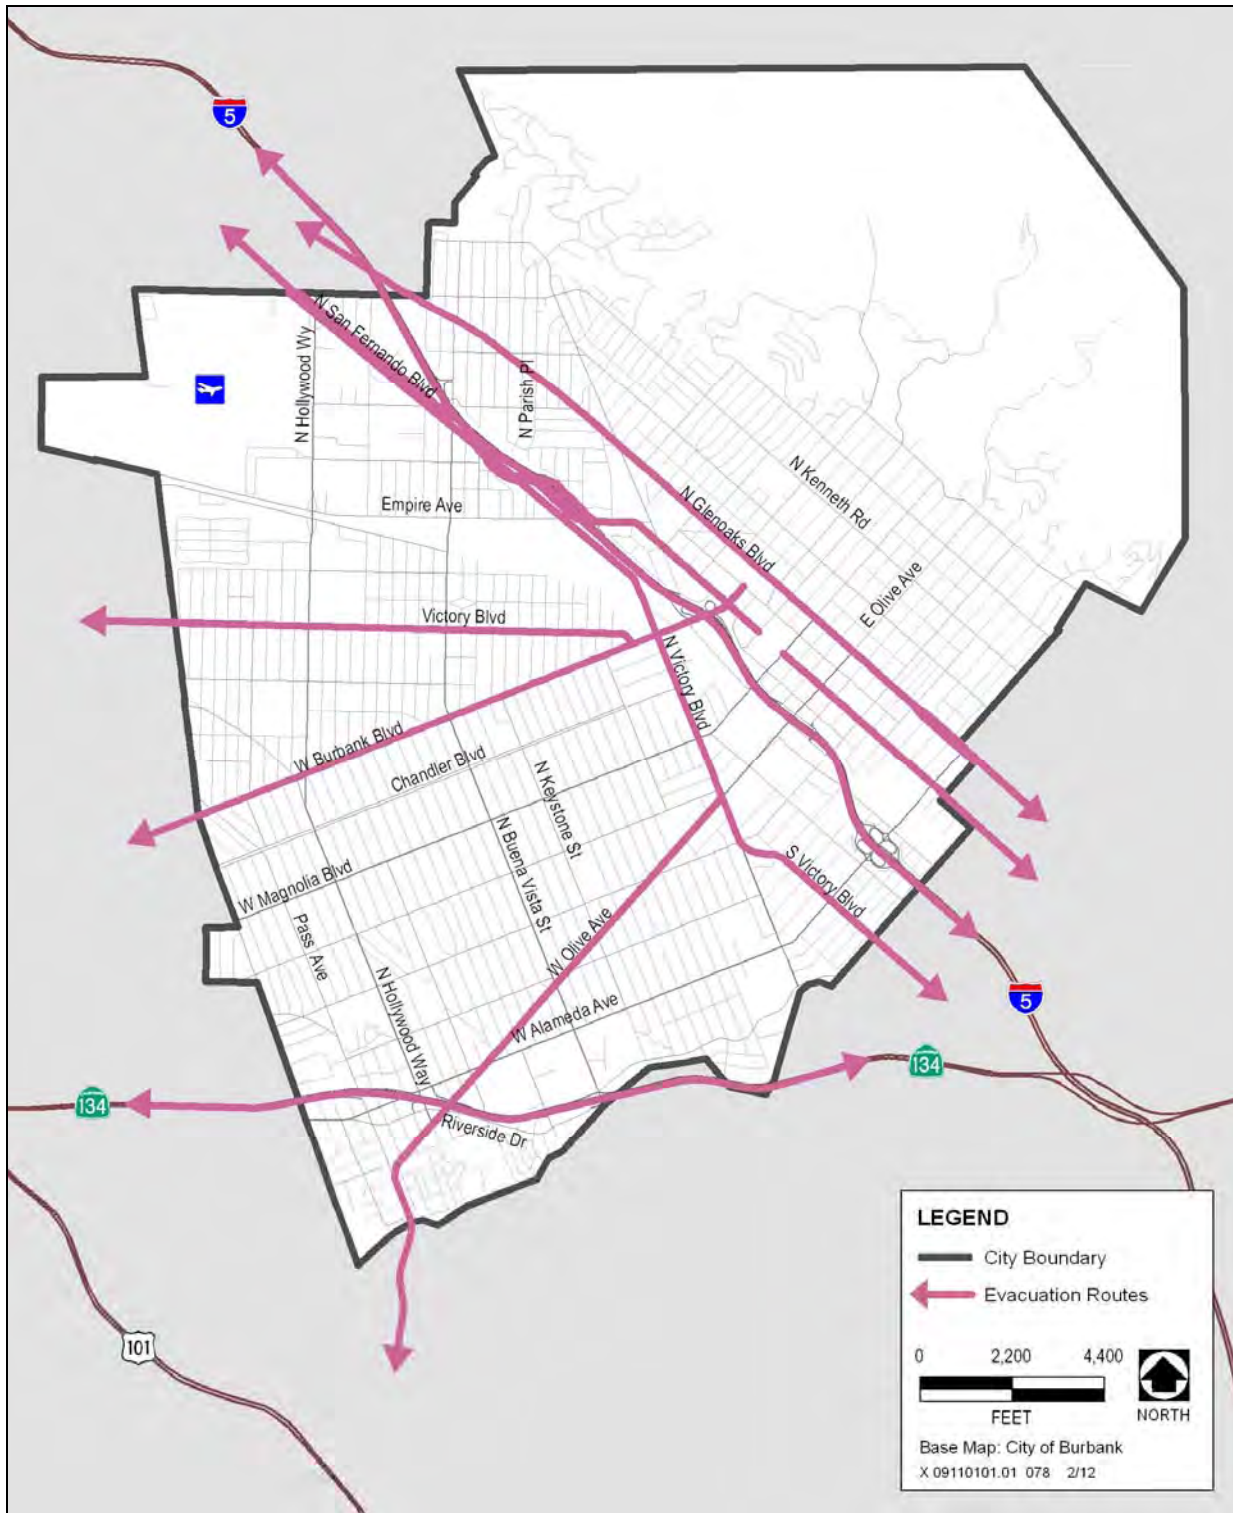 5
N San Fernando Blvd
N Hollywood Wy
N Parish Pl
N Kenneth Rd
Empire Ave
N Glenoaks Blvd
E Olive Ave
Victory Blvd
N Victory Blvd
W Burbank Blvd
Chandler Blvd
N Keystone St
N Buena Vista St
S Victory Blvd
W Magnolia Blvd
Pass Ave
W Olive Ave
N Hollywood Way
W Alameda Ave
5
134
134
Riverside Dr
101
LEGEND
City Boundary
Evacuation Routes
0 2,200 4,400
FEET
NORTH
Base Map: City of Burbank
X 09110101.01 078 2/12